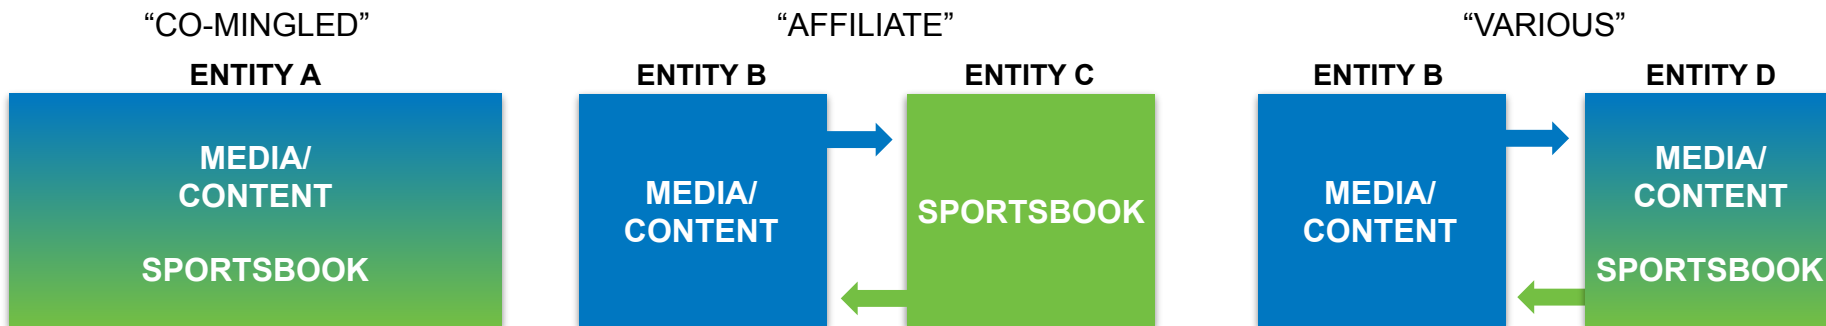 “CO-MINGLED”
ENTITY A
MEDIA/
CONTENT
SPORTSBOOK
“AFFILIATE”
ENTITY B
MEDIA/
CONTENT
ENTITY C
SPORTSBOOK
“VARIOUS”
ENTITY B
MEDIA/
CONTENT
ENTITY D
MEDIA/
CONTENT
SPORTSBOOK